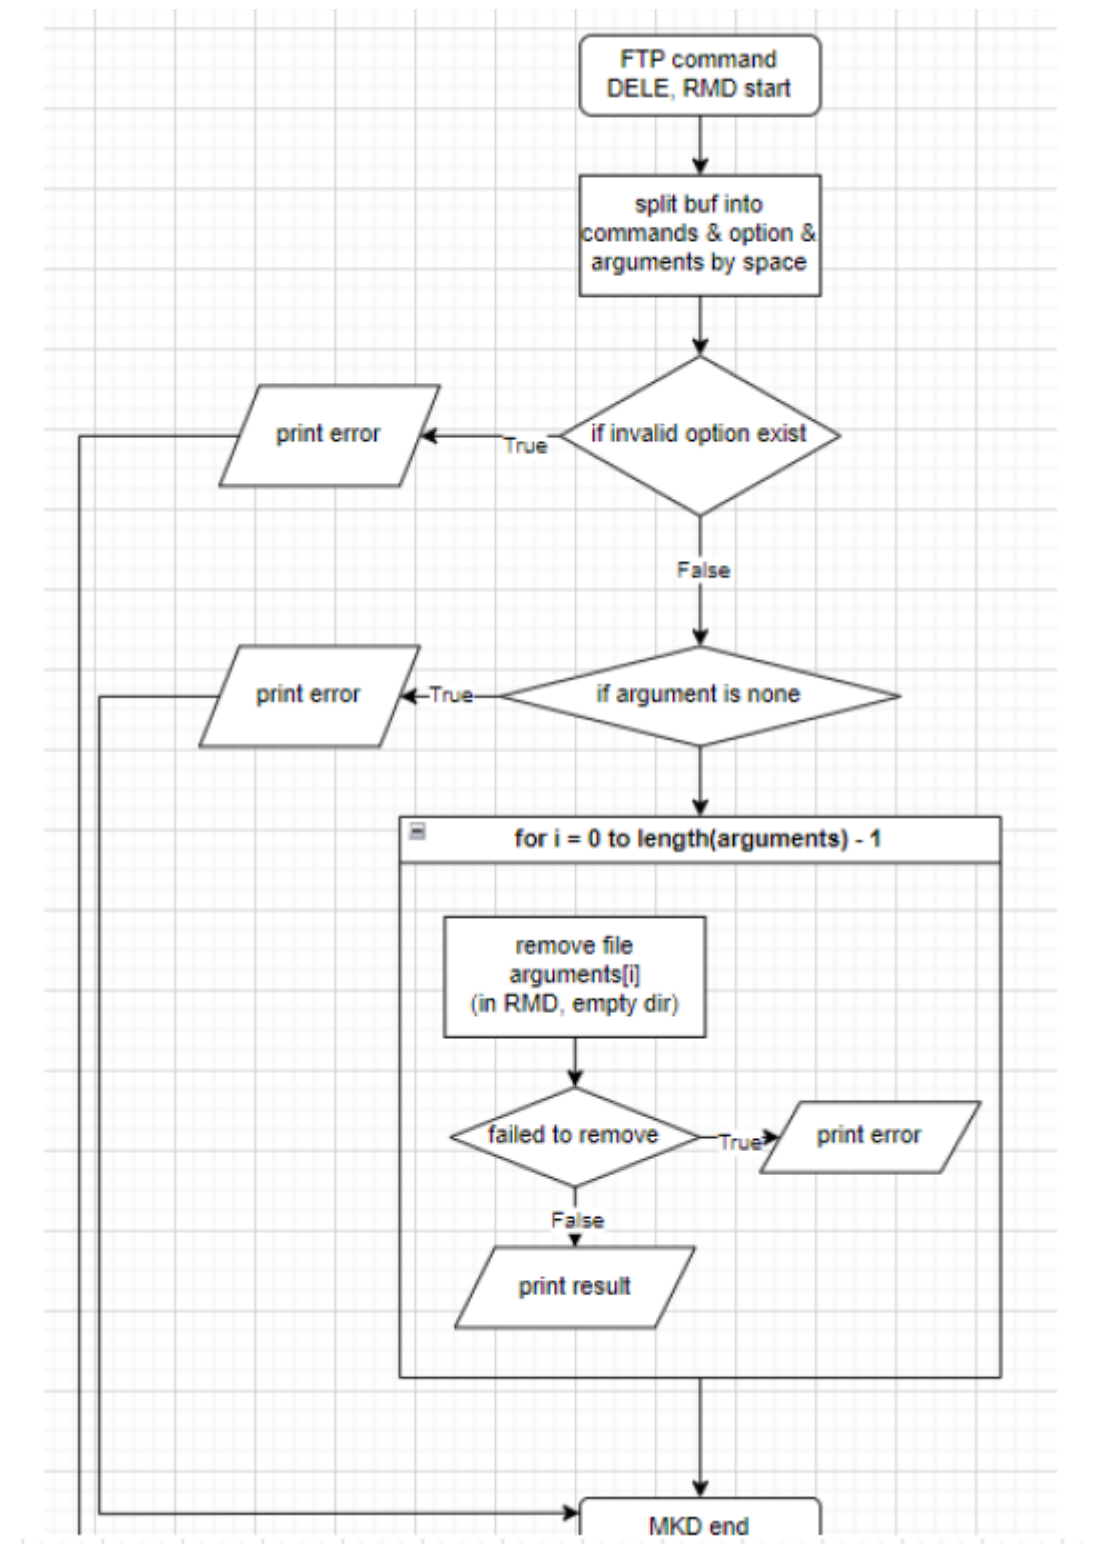 FTP command
DELE, RMD start
split buf into
commands & option &
arguments by space
if invalid option exist
True
print error
False
if argument is none
True
print error
for i = 0 to length(arguments) - 1
remove file
arguments[i]
(in RMD, empty dir)
failed to remove
True
print error
False
print result
MKD end